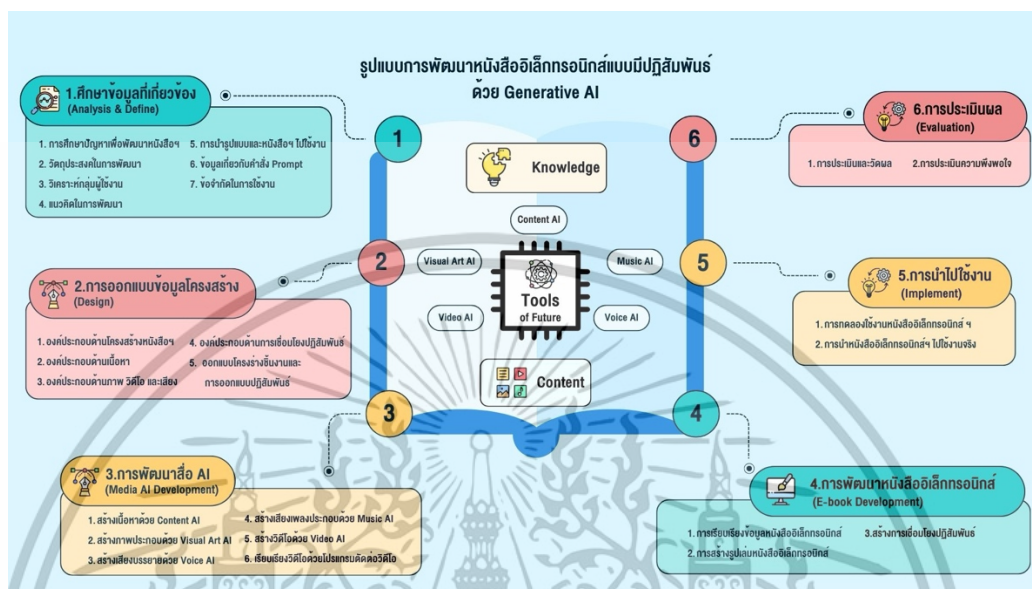 รูปแบบการพัฒนาหนังสืออิเล็กทรอนิกส์แบบมีปฏิสัมพันธ์
ด้วย Generative AI
1.ศึกษาข้อมูลที่เกี่ยวข้อง
(Analysis & Define)
1. การศึกษาปัญหาเพื่อพัฒนาหนังสือฯ
2. วัตถุประสงค์ในการพัฒนา
3. วิเคราะห์กลุ่มผู้ใช้งาน
4. แนวคิดในการพัฒนา
5. การนำรูปแบบและหนังสือฯ ไปใช้งาน
6. ข้อมูลเกี่ยวกับคำสั่ง Prompt
7. ข้อจำกัดในการใช้งาน
1
2.การออกแบบข้อมูลโครงสร้าง
(Design)
1. องค์ประกอบด้านโครงสร้างหนังสือฯ
2. องค์ประกอบด้านเนื้อหา
3. องค์ประกอบด้านภาพ วิดีโอ และเสียง
4. องค์ประกอบด้านการเชื่อมโยงปฏิสัมพันธ์
5. ออกแบบโครงร่างชิ้นงานและ
การออกแบบปฏิสัมพันธ์
2
3.การพัฒนาสื่อ AI
(Media AI Development)
1. สร้างเนื้อหาด้วย Content AI
2. สร้างภาพประกอบด้วย Visual Art AI
3. สร้างเสียงบรรยายด้วย Voice AI
4. สร้างเสียงเพลงประกอบด้วย Music AI
5. สร้างวิดีโอด้วย Video AI
6. เรียบเรียงวิดีโอด้วยโปรแกรมตัดต่อวิดีโอ
3
Knowledge
Content AI
Visual Art AI
Music AI
Tools
of Future
Video AI
Voice AI
Content
6
6.การประเมินผล
(Evaluation)
1.การประเมินและวัดผล
2.การประเมินความพึงพอใจ
5
5.การนำไปใช้งาน
(Implement)
1. การทดลองใช้งานหนังสืออิเล็กทรอนิกส์ ฯ
2. การนำหนังสืออิเล็กทรอนิกส์ฯ ไปใช้งานจริง
4
4.การพัฒนาหนังสืออิเล็กทรอนิกส์
(E-book Development)
1.การเรียบเรียงข้อมูลหนังสืออิเล็กทรอนิกส์
2.การสร้างรูปเล่มหนังสืออิเล็กทรอนิกส์
3.สร้างการเชื่อมโยงปฏิสัมพันธ์